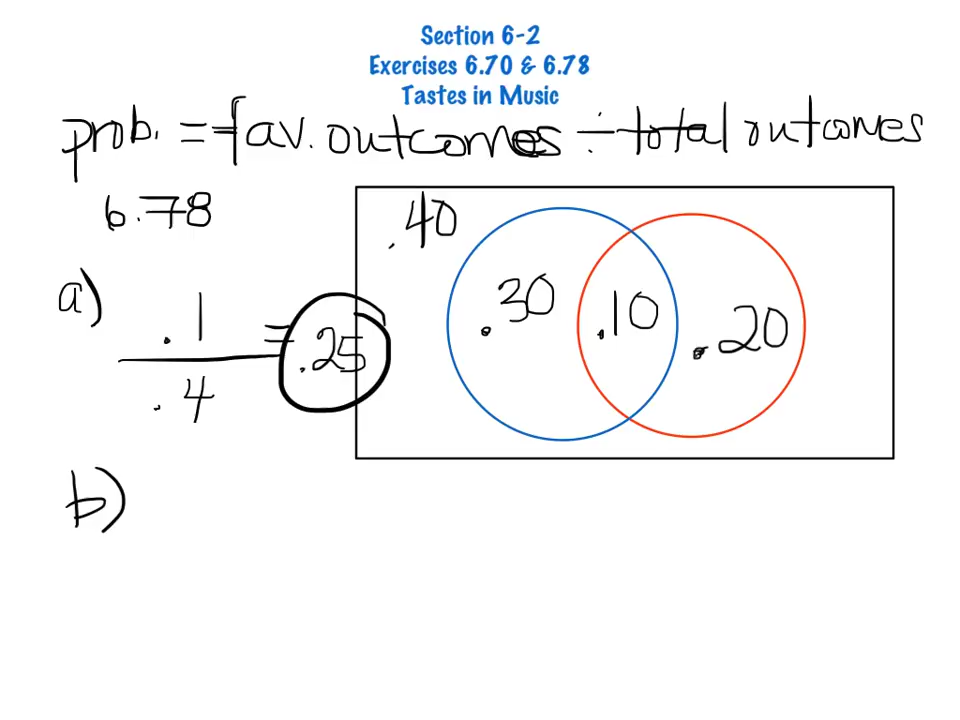 Section 6-2
Exercises 6.70 & 6.78
Tastes in Music
prob. = fav. outcomes ÷ total outcomes
6.78
.40
a)
.1
.4
= .25
.30
.10
.20
b)